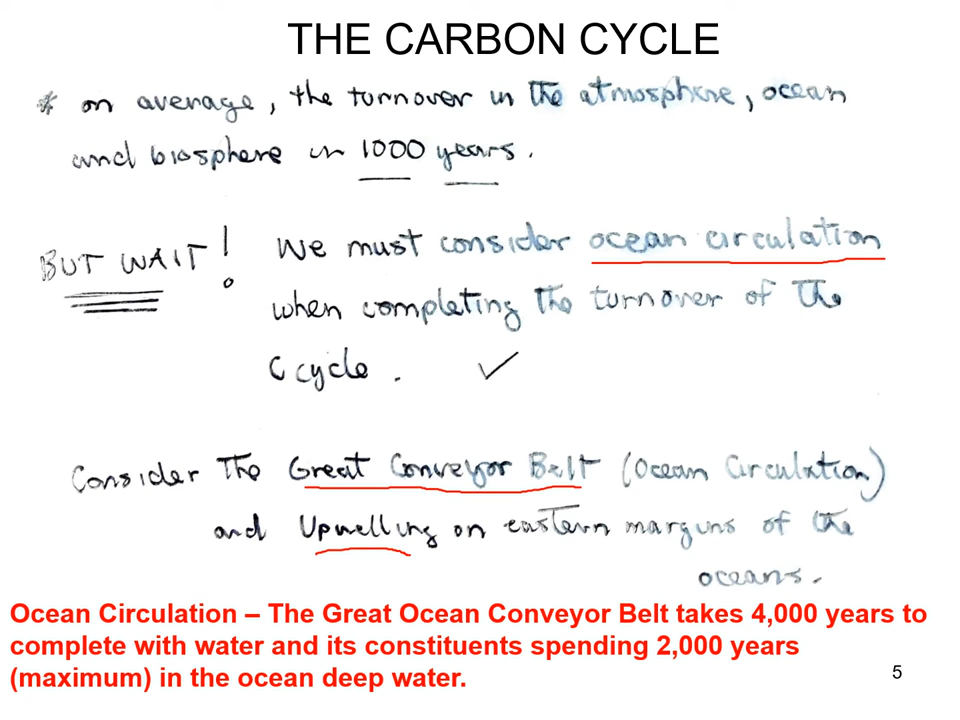 THE CARBON CYCLE
* on average, the turnover in the atmosphere, ocean
and biosphere in 1000 years.
BUT WAIT! We must consider ocean circulation
when completing the turnover of the
C cycle. ✓
Consider the Great Conveyor Belt (Ocean Circulation)
and Upwelling on eastern margins of the
oceans.
Ocean Circulation – The Great Ocean Conveyor Belt takes 4,000 years to
complete with water and its constituents spending 2,000 years
(maximum) in the ocean deep water.
5